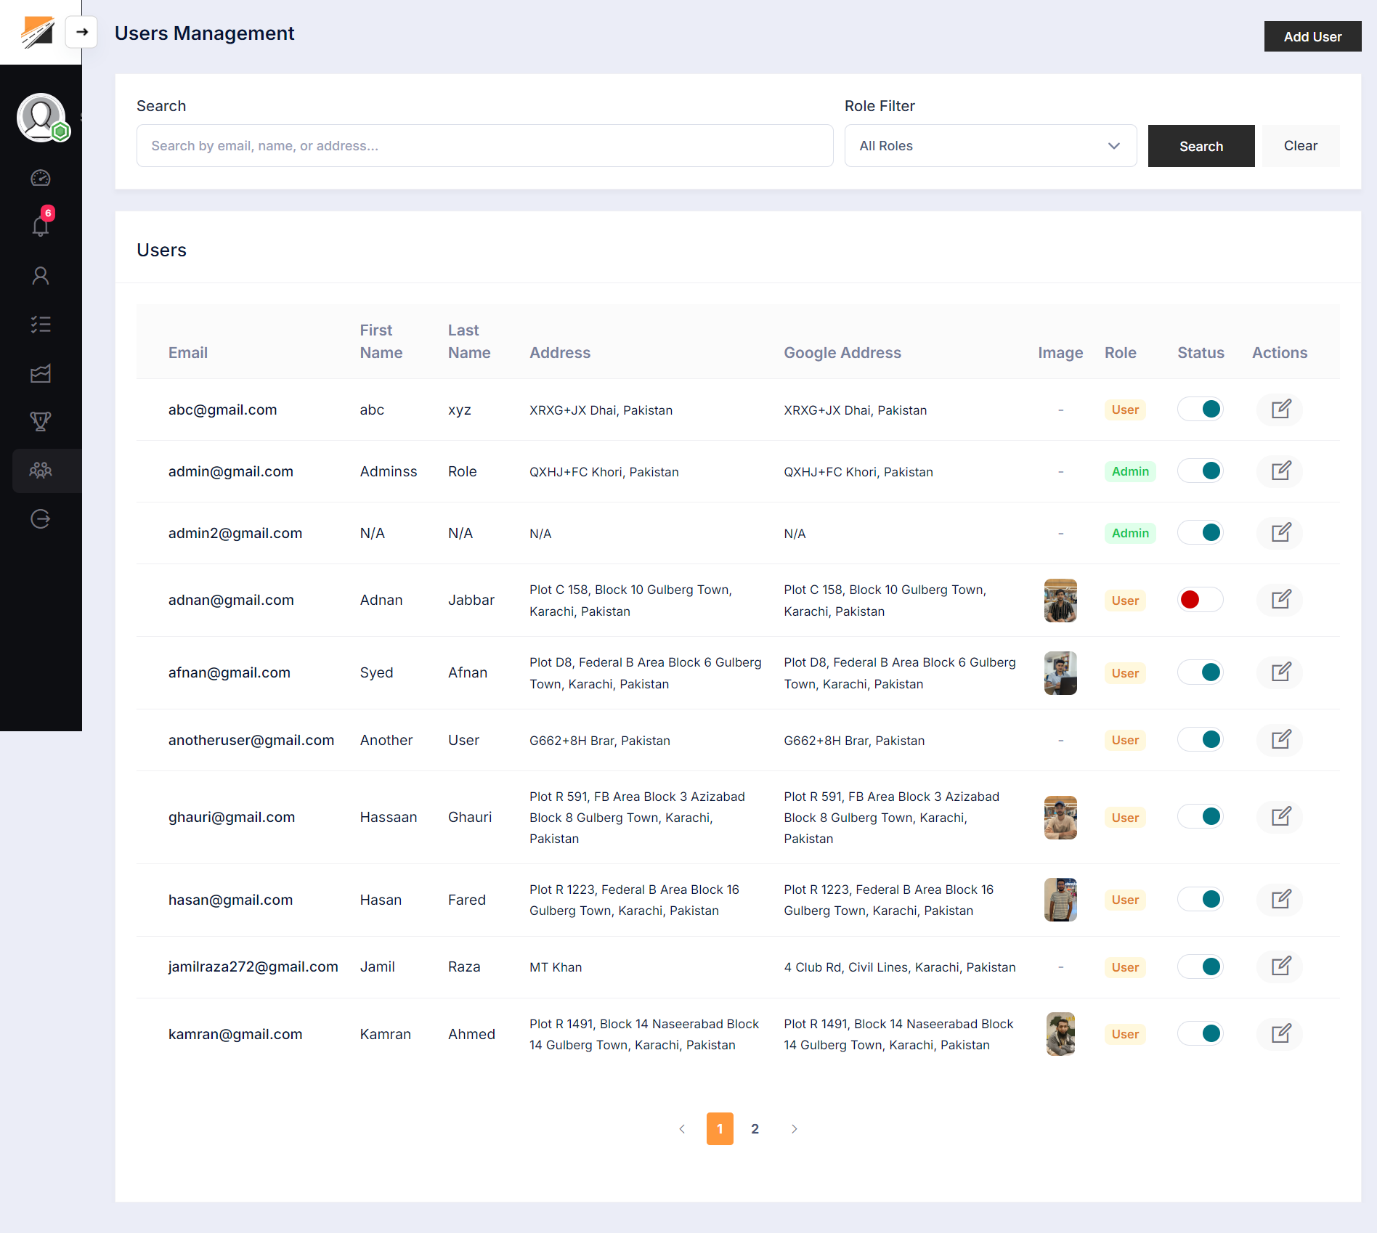 Users Management
Add User
Search
Role Filter
Search by email, name, or address...
All Roles
Search
Clear
6
Users
Email
First Name
Last Name
Address
Google Address
Image
Role
Status
Actions
abc@gmail.com abc xyz XRXG+JX Dhai, Pakistan XRXG+JX Dhai, Pakistan - User
admin@gmail.com Adminss Role QXHJ+FC Khori, Pakistan QXHJ+FC Khori, Pakistan - Admin
admin2@gmail.com N/A N/A N/A N/A - Admin
adnan@gmail.com Adnan Jabbar Plot C 158, Block 10 Gulberg Town, Karachi, Pakistan Plot C 158, Block 10 Gulberg Town, Karachi, Pakistan User
afnan@gmail.com Syed Afnan Plot D8, Federal B Area Block 6 Gulberg Town, Karachi, Pakistan Plot D8, Federal B Area Block 6 Gulberg Town, Karachi, Pakistan User
anotheruser@gmail.com Another User G662+8H Brar, Pakistan G662+8H Brar, Pakistan - User
ghauri@gmail.com Hassaan Ghauri Plot R 591, FB Area Block 3 Azizabad Block 8 Gulberg Town, Karachi, Pakistan Plot R 591, FB Area Block 3 Azizabad Block 8 Gulberg Town, Karachi, Pakistan User
hasan@gmail.com Hasan Fared Plot R 1223, Federal B Area Block 16 Gulberg Town, Karachi, Pakistan Plot R 1223, Federal B Area Block 16 Gulberg Town, Karachi, Pakistan User
jamilraza272@gmail.com Jamil Raza MT Khan 4 Club Rd, Civil Lines, Karachi, Pakistan - User
kamran@gmail.com Kamran Ahmed Plot R 1491, Block 14 Naseerabad Block 14 Gulberg Town, Karachi, Pakistan Plot R 1491, Block 14 Naseerabad Block 14 Gulberg Town, Karachi, Pakistan User
1 2